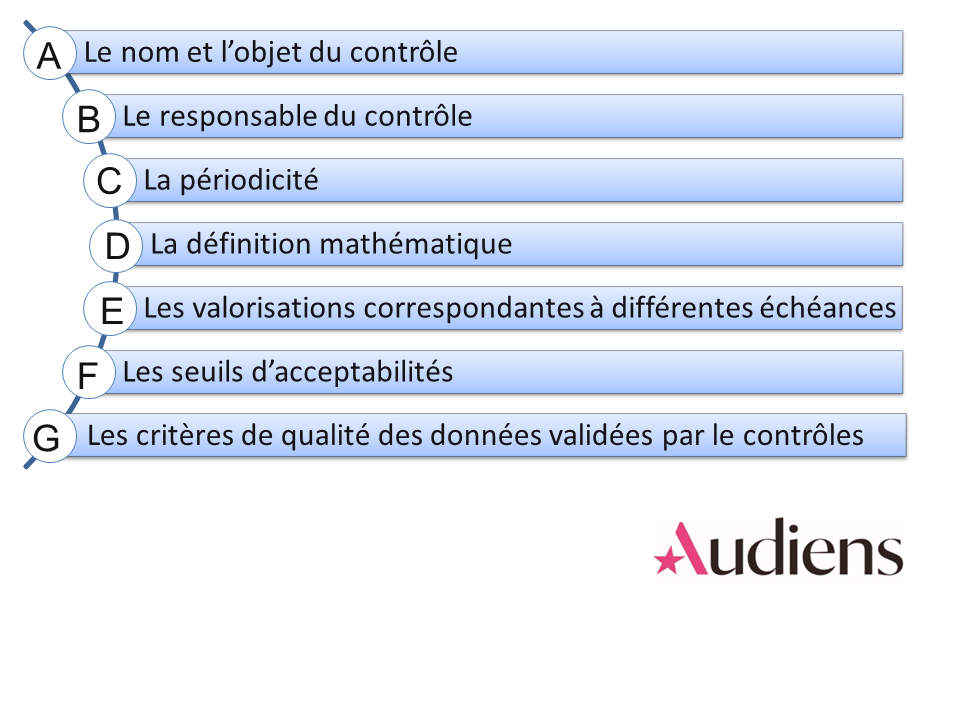 A Le nom et l’objet du contrôle
B Le responsable du contrôle
C La périodicité
D La définition mathématique
E Les valorisations correspondantes à différentes échéances
F Les seuils d’acceptabilités
G Les critères de qualité des données validées par le contrôles
Audiens